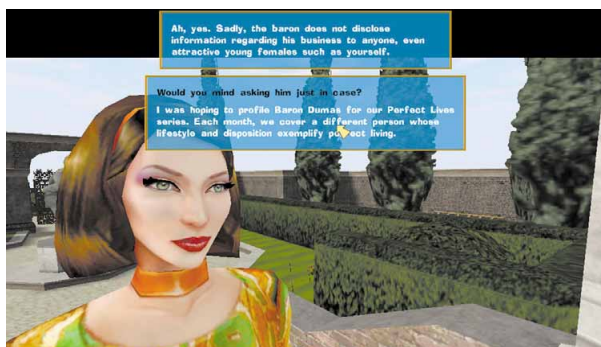 Ah, yes. Sadly, the baron does not disclose
information regarding his business to anyone, even
attractive young females such as yourself.
Would you mind asking him just in case?
I was hoping to profile Baron Dumas for our Perfect Lives
series. Each month, we cover a different person whose
lifestyle and disposition exemplify perfect living.